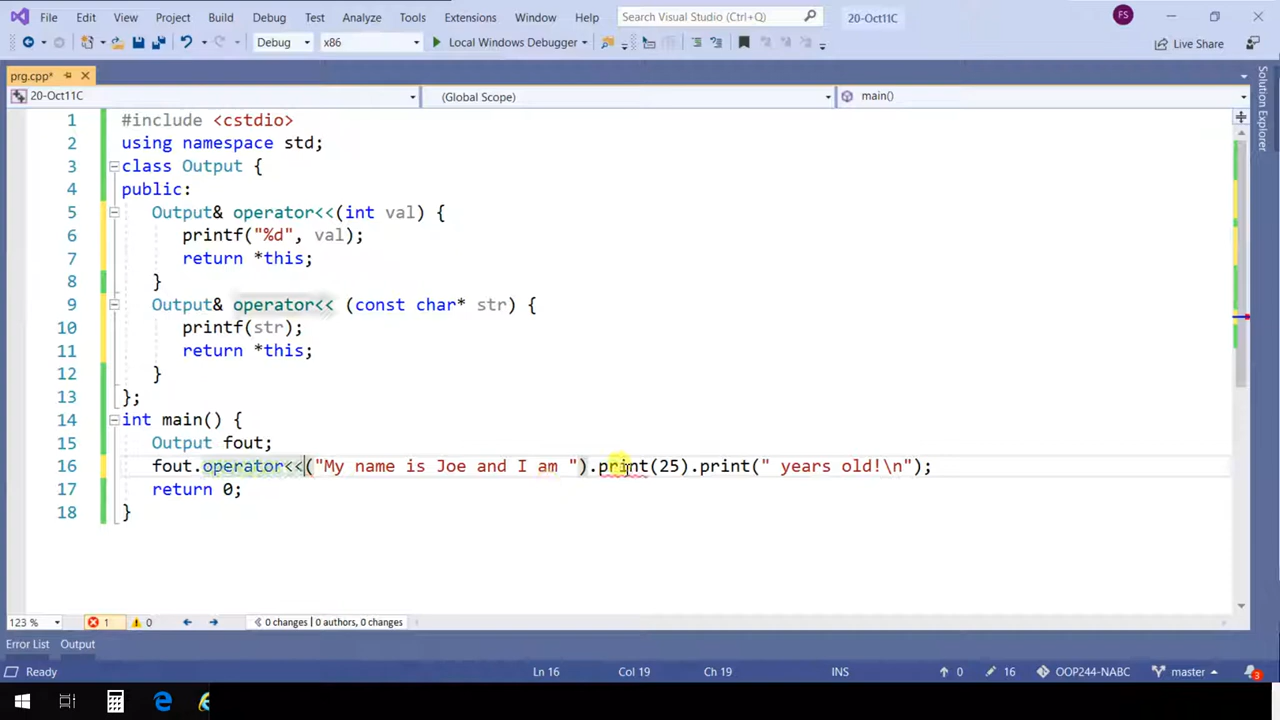 File Edit View Project Build Debug Test Analyze Tools Extensions Window Help Search Visual Studio (Ctrl+Q) 20-Oct11C FS
Debug x86 Local Windows Debugger Live Share
prg.cpp*
20-Oct11C (Global Scope) main()
Solution Explorer
1 #include <cstdio>
2 using namespace std;
3 class Output {
4 public:
5 Output& operator<<(int val) {
6 printf("%d", val);
7 return *this;
8 }
9 Output& operator<< (const char* str) {
10 printf(str);
11 return *this;
12 }
13 };
14 int main() {
15 Output fout;
16 fout.operator<<("My name is Joe and I am ").print(25).print(" years old!\n");
17 return 0;
18 }
123 % 1 0 0 changes | 0 authors, 0 changes
Error List Output
Ready Ln 16 Col 19 Ch 19 INS 0 16 OOP244-NABC master 3